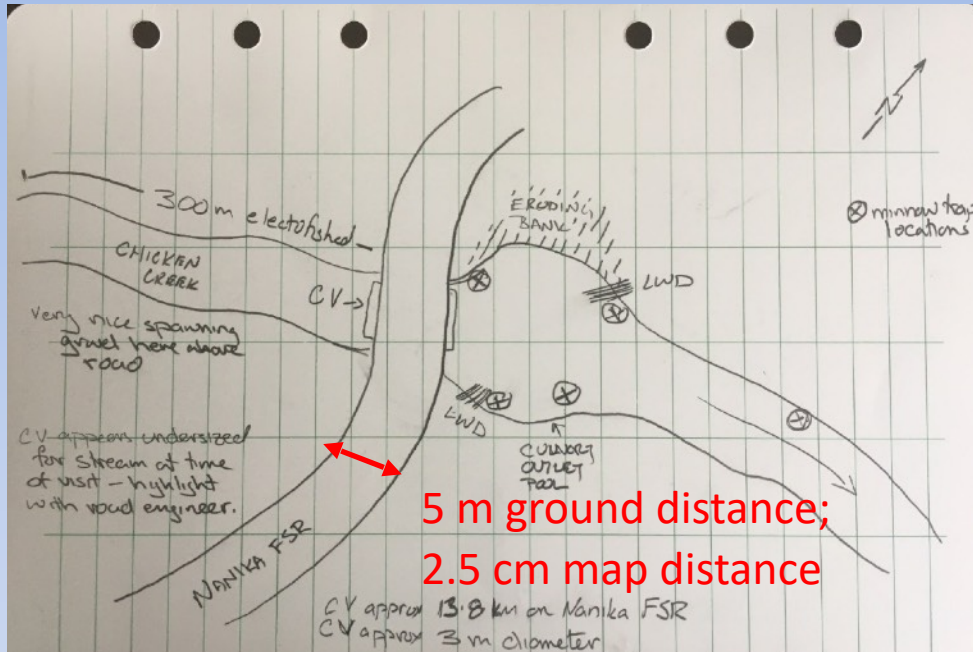 N
300m electofished
ERODING
BANK
⊗ minnow trap
locations
CHICKEN
CREEK
CV→
LWD
very nice spawning
gravel here above
road
LWD
CULVERT
OUTLET
POOL
CV appears undersized
for stream at time
of visit - highlight
with road engineer.
5 m ground distance;
2.5 cm map distance
NANIKA FSR
CV approx 13.8 km on Nanika FSR
CV approx 3 m diameter